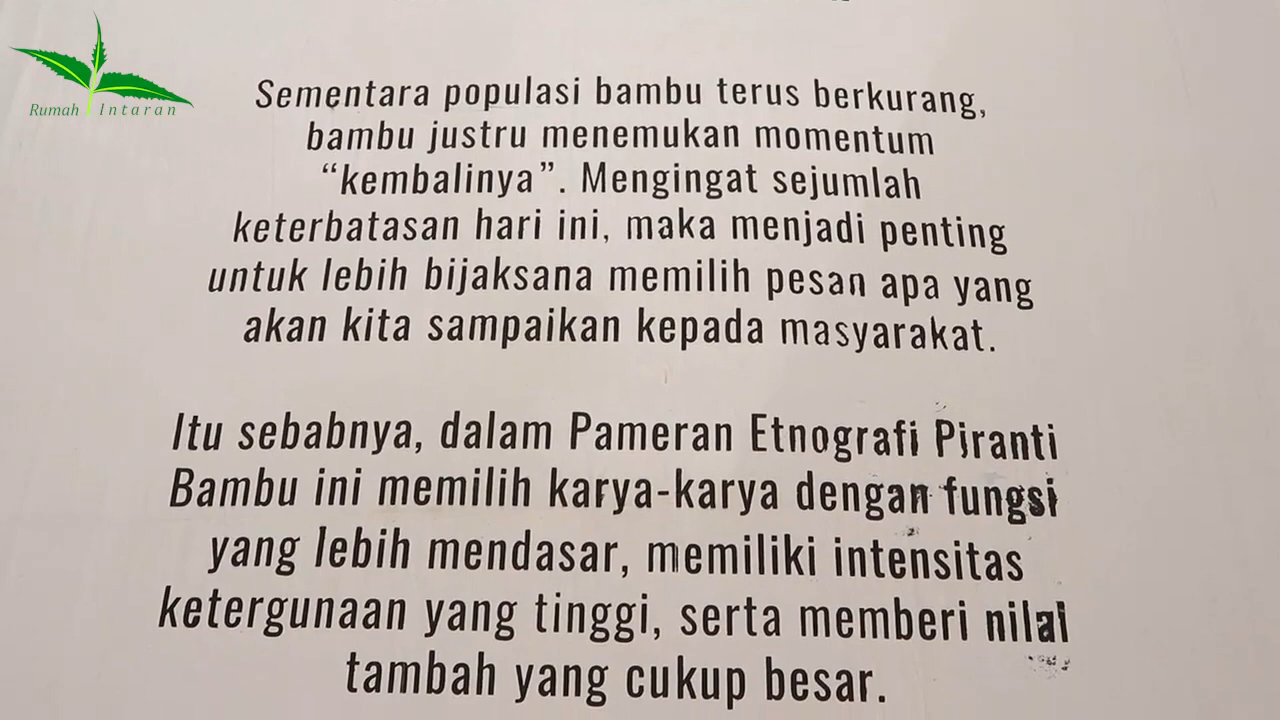 Rumah Intaran
Sementara populasi bambu terus berkurang,
bambu justru menemukan momentum
“kembalinya”. Mengingat sejumlah
keterbatasan hari ini, maka menjadi penting
untuk lebih bijaksana memilih pesan apa yang
akan kita sampaikan kepada masyarakat.
Itu sebabnya, dalam Pameran Etnografi Piranti
Bambu ini memilih karya-karya dengan fungsi
yang lebih mendasar, memiliki intensitas
ketergunaan yang tinggi, serta memberi nilai
tambah yang cukup besar.